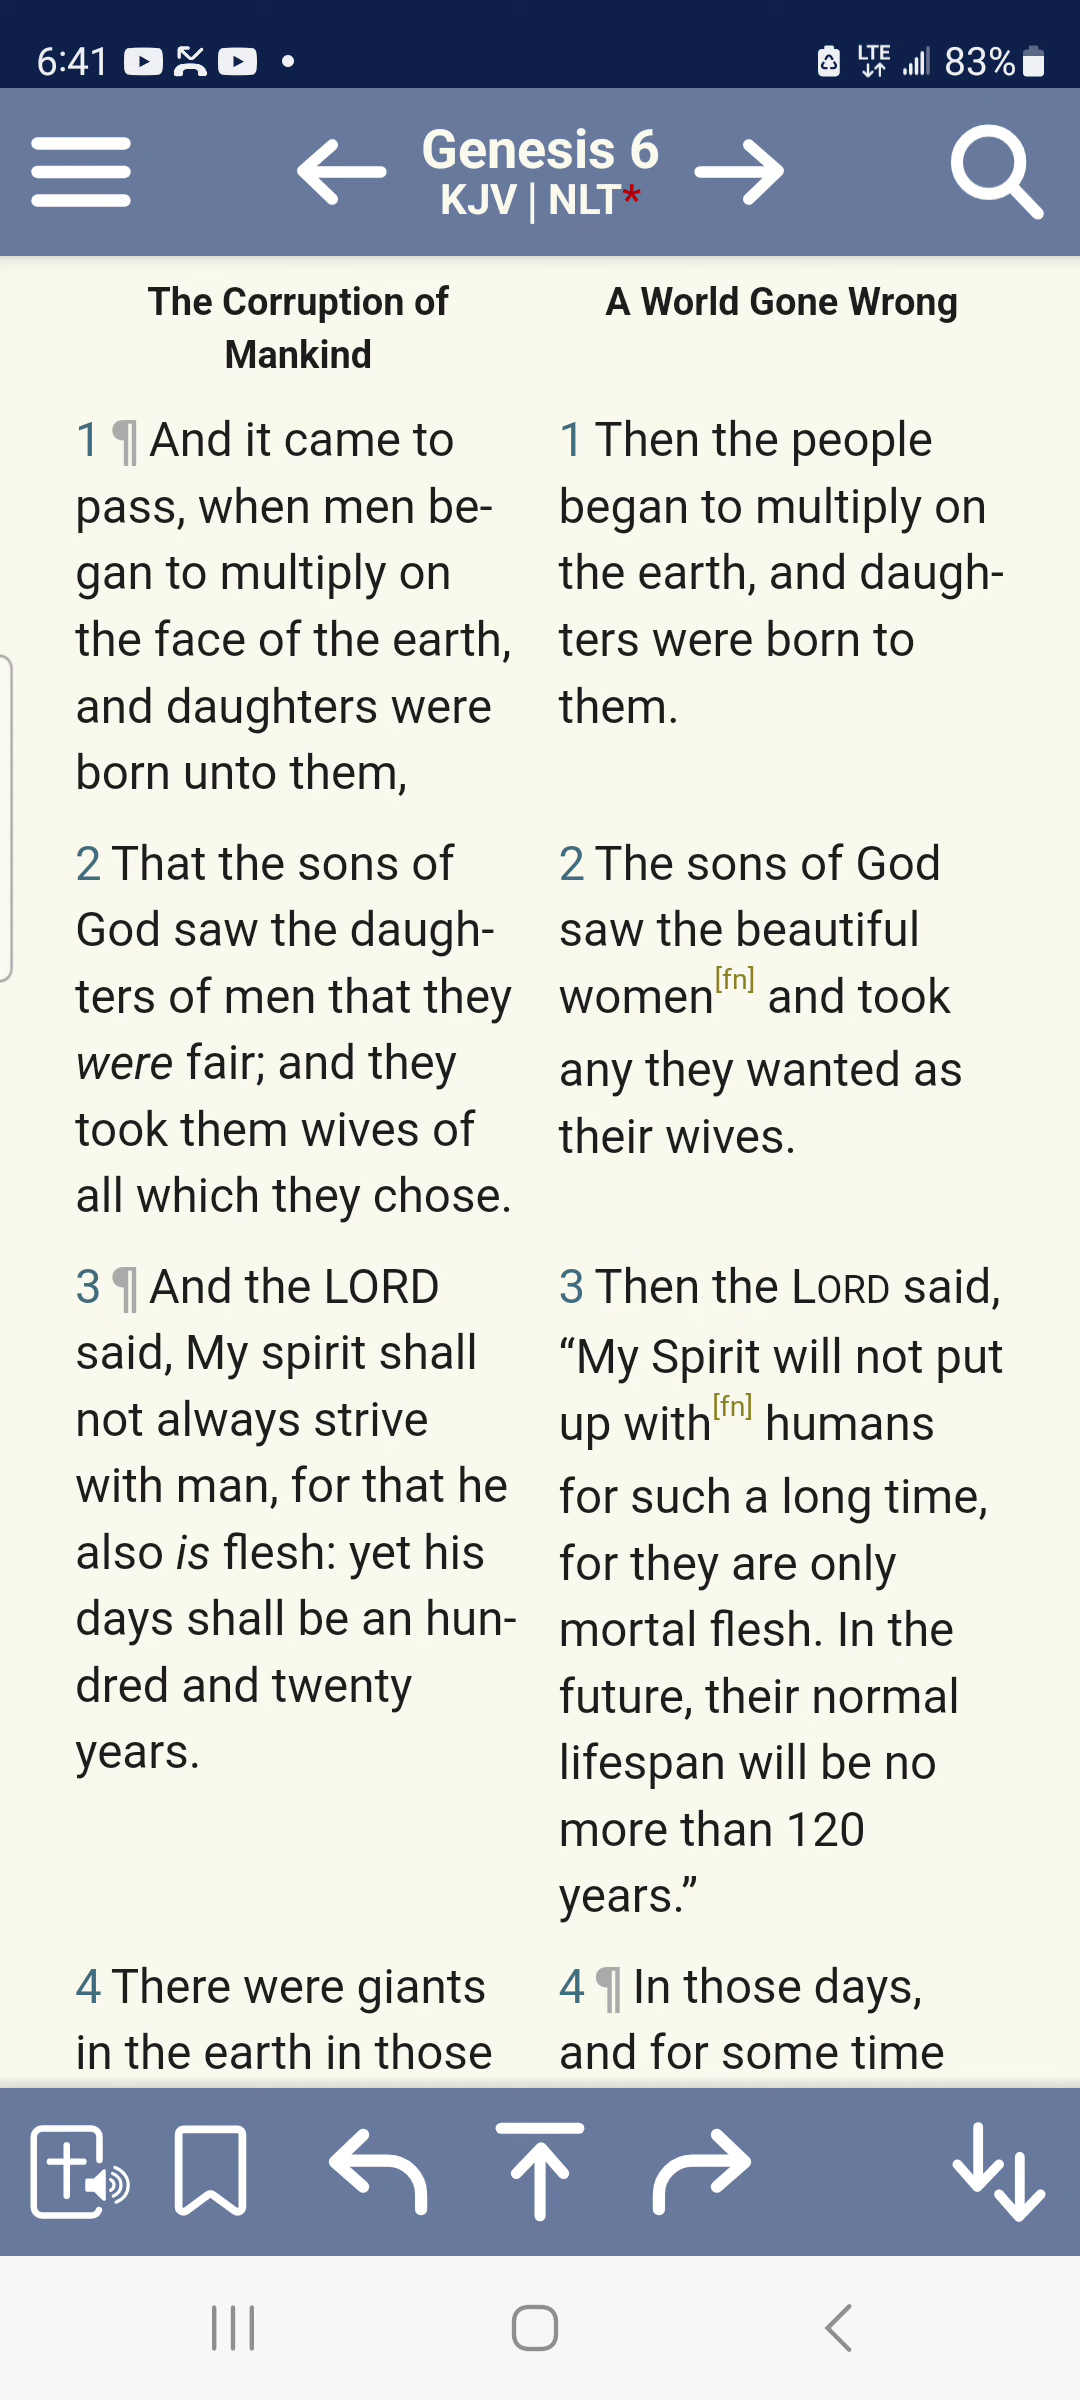 6:41
LTE
83%
Genesis 6
KJV | NLT*
The Corruption of
Mankind
1 ¶ And it came to
pass, when men be-
gan to multiply on
the face of the earth,
and daughters were
born unto them,
2 That the sons of
God saw the daugh-
ters of men that they
were fair; and they
took them wives of
all which they chose.
3 ¶ And the LORD
said, My spirit shall
not always strive
with man, for that he
also is flesh: yet his
days shall be an hun-
dred and twenty
years.
4 There were giants
in the earth in those
A World Gone Wrong
1 Then the people
began to multiply on
the earth, and daugh-
ters were born to
them.
2 The sons of God
saw the beautiful
women[fn] and took
any they wanted as
their wives.
3 Then the LORD said,
“My Spirit will not put
up with[fn] humans
for such a long time,
for they are only
mortal flesh. In the
future, their normal
lifespan will be no
more than 120
years.”
4 ¶ In those days,
and for some time